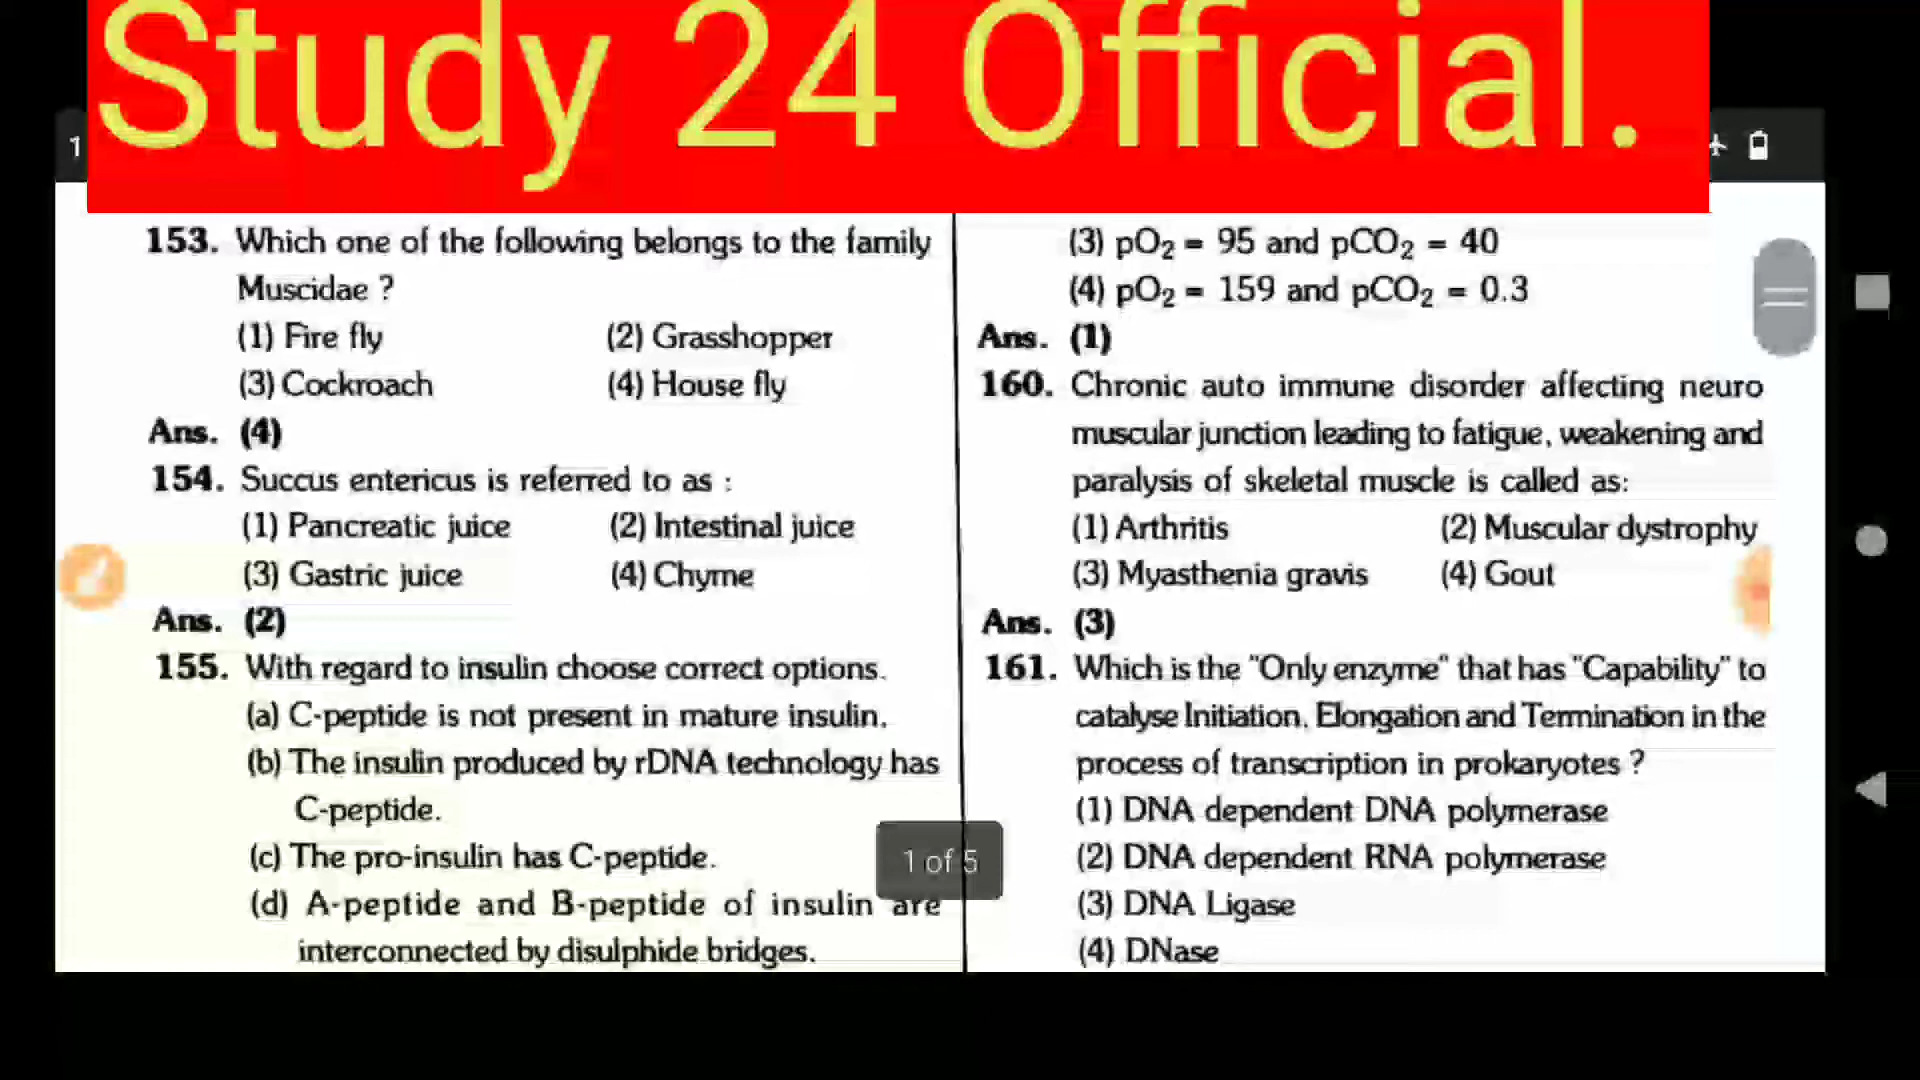 Study 24 Official.
1
153. Which one of the following belongs to the family
Muscidae ?
(1) Fire fly (2) Grasshopper
(3) Cockroach (4) House fly
Ans. (4)
154. Succus entericus is referred to as :
(1) Pancreatic juice (2) Intestinal juice
(3) Gastric juice (4) Chyme
Ans. (2)
155. With regard to insulin choose correct options.
(a) C-peptide is not present in mature insulin.
(b) The insulin produced by rDNA technology has
C-peptide.
(c) The pro-insulin has C-peptide.
(d) A-peptide and B-peptide of insulin are
interconnected by disulphide bridges.
(3) pO₂ = 95 and pCO₂ = 40
(4) pO₂ = 159 and pCO₂ = 0.3
Ans. (1)
160. Chronic auto immune disorder affecting neuro
muscular junction leading to fatigue, weakening and
paralysis of skeletal muscle is called as:
(1) Arthritis (2) Muscular dystrophy
(3) Myasthenia gravis (4) Gout
Ans. (3)
161. Which is the "Only enzyme" that has "Capability" to
catalyse Initiation, Elongation and Termination in the
process of transcription in prokaryotes ?
(1) DNA dependent DNA polymerase
(2) DNA dependent RNA polymerase
(3) DNA Ligase
(4) DNase
1 of 5